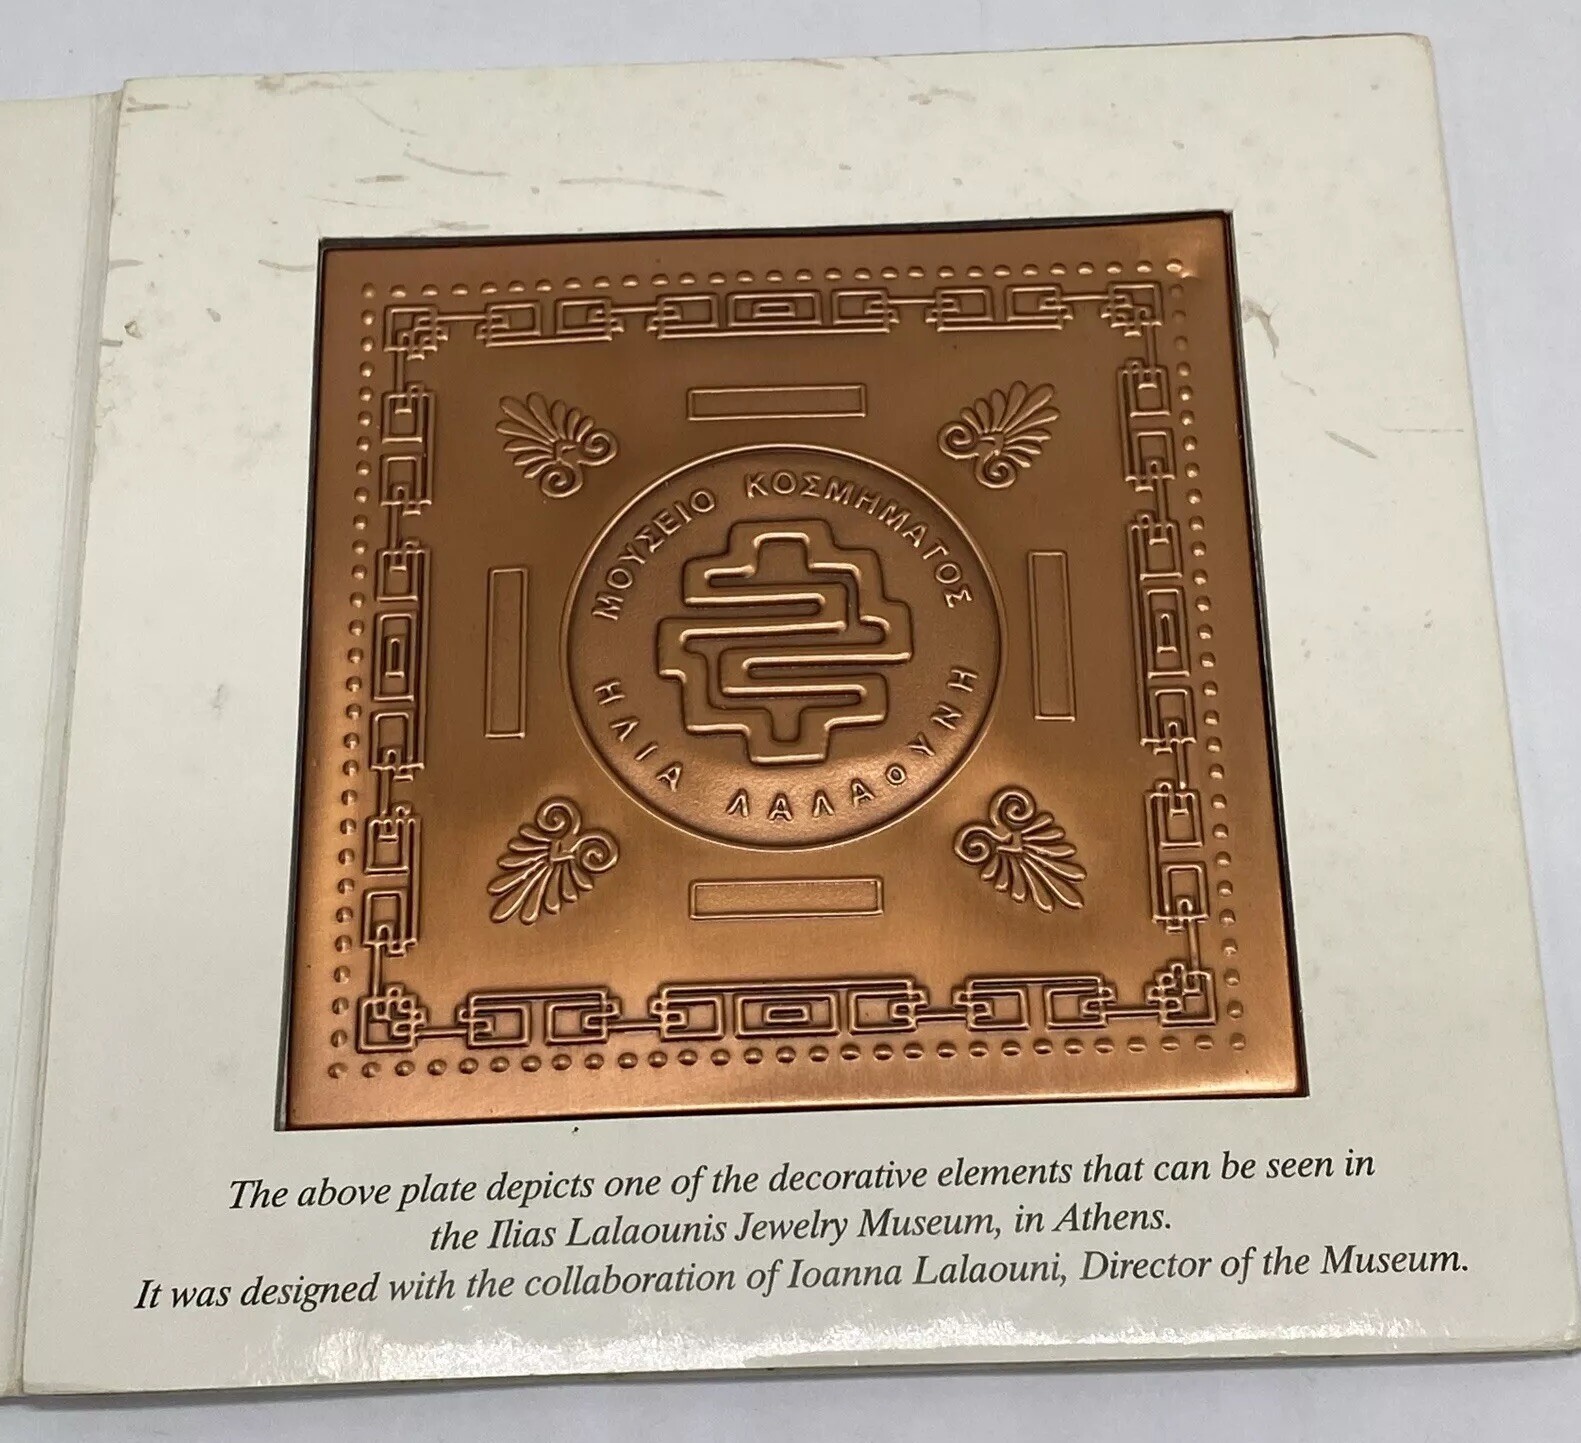 ΜΟΥΣΕΙΟ ΚΟΣΜΗΜΑΤΟΣ
ΗΛΙΑ ΛΑΛΑΟΥΝΗ
The above plate depicts one of the decorative elements that can be seen in
the Ilias Lalaounis Jewelry Museum, in Athens.
It was designed with the collaboration of Ioanna Lalaouni, Director of the Museum.